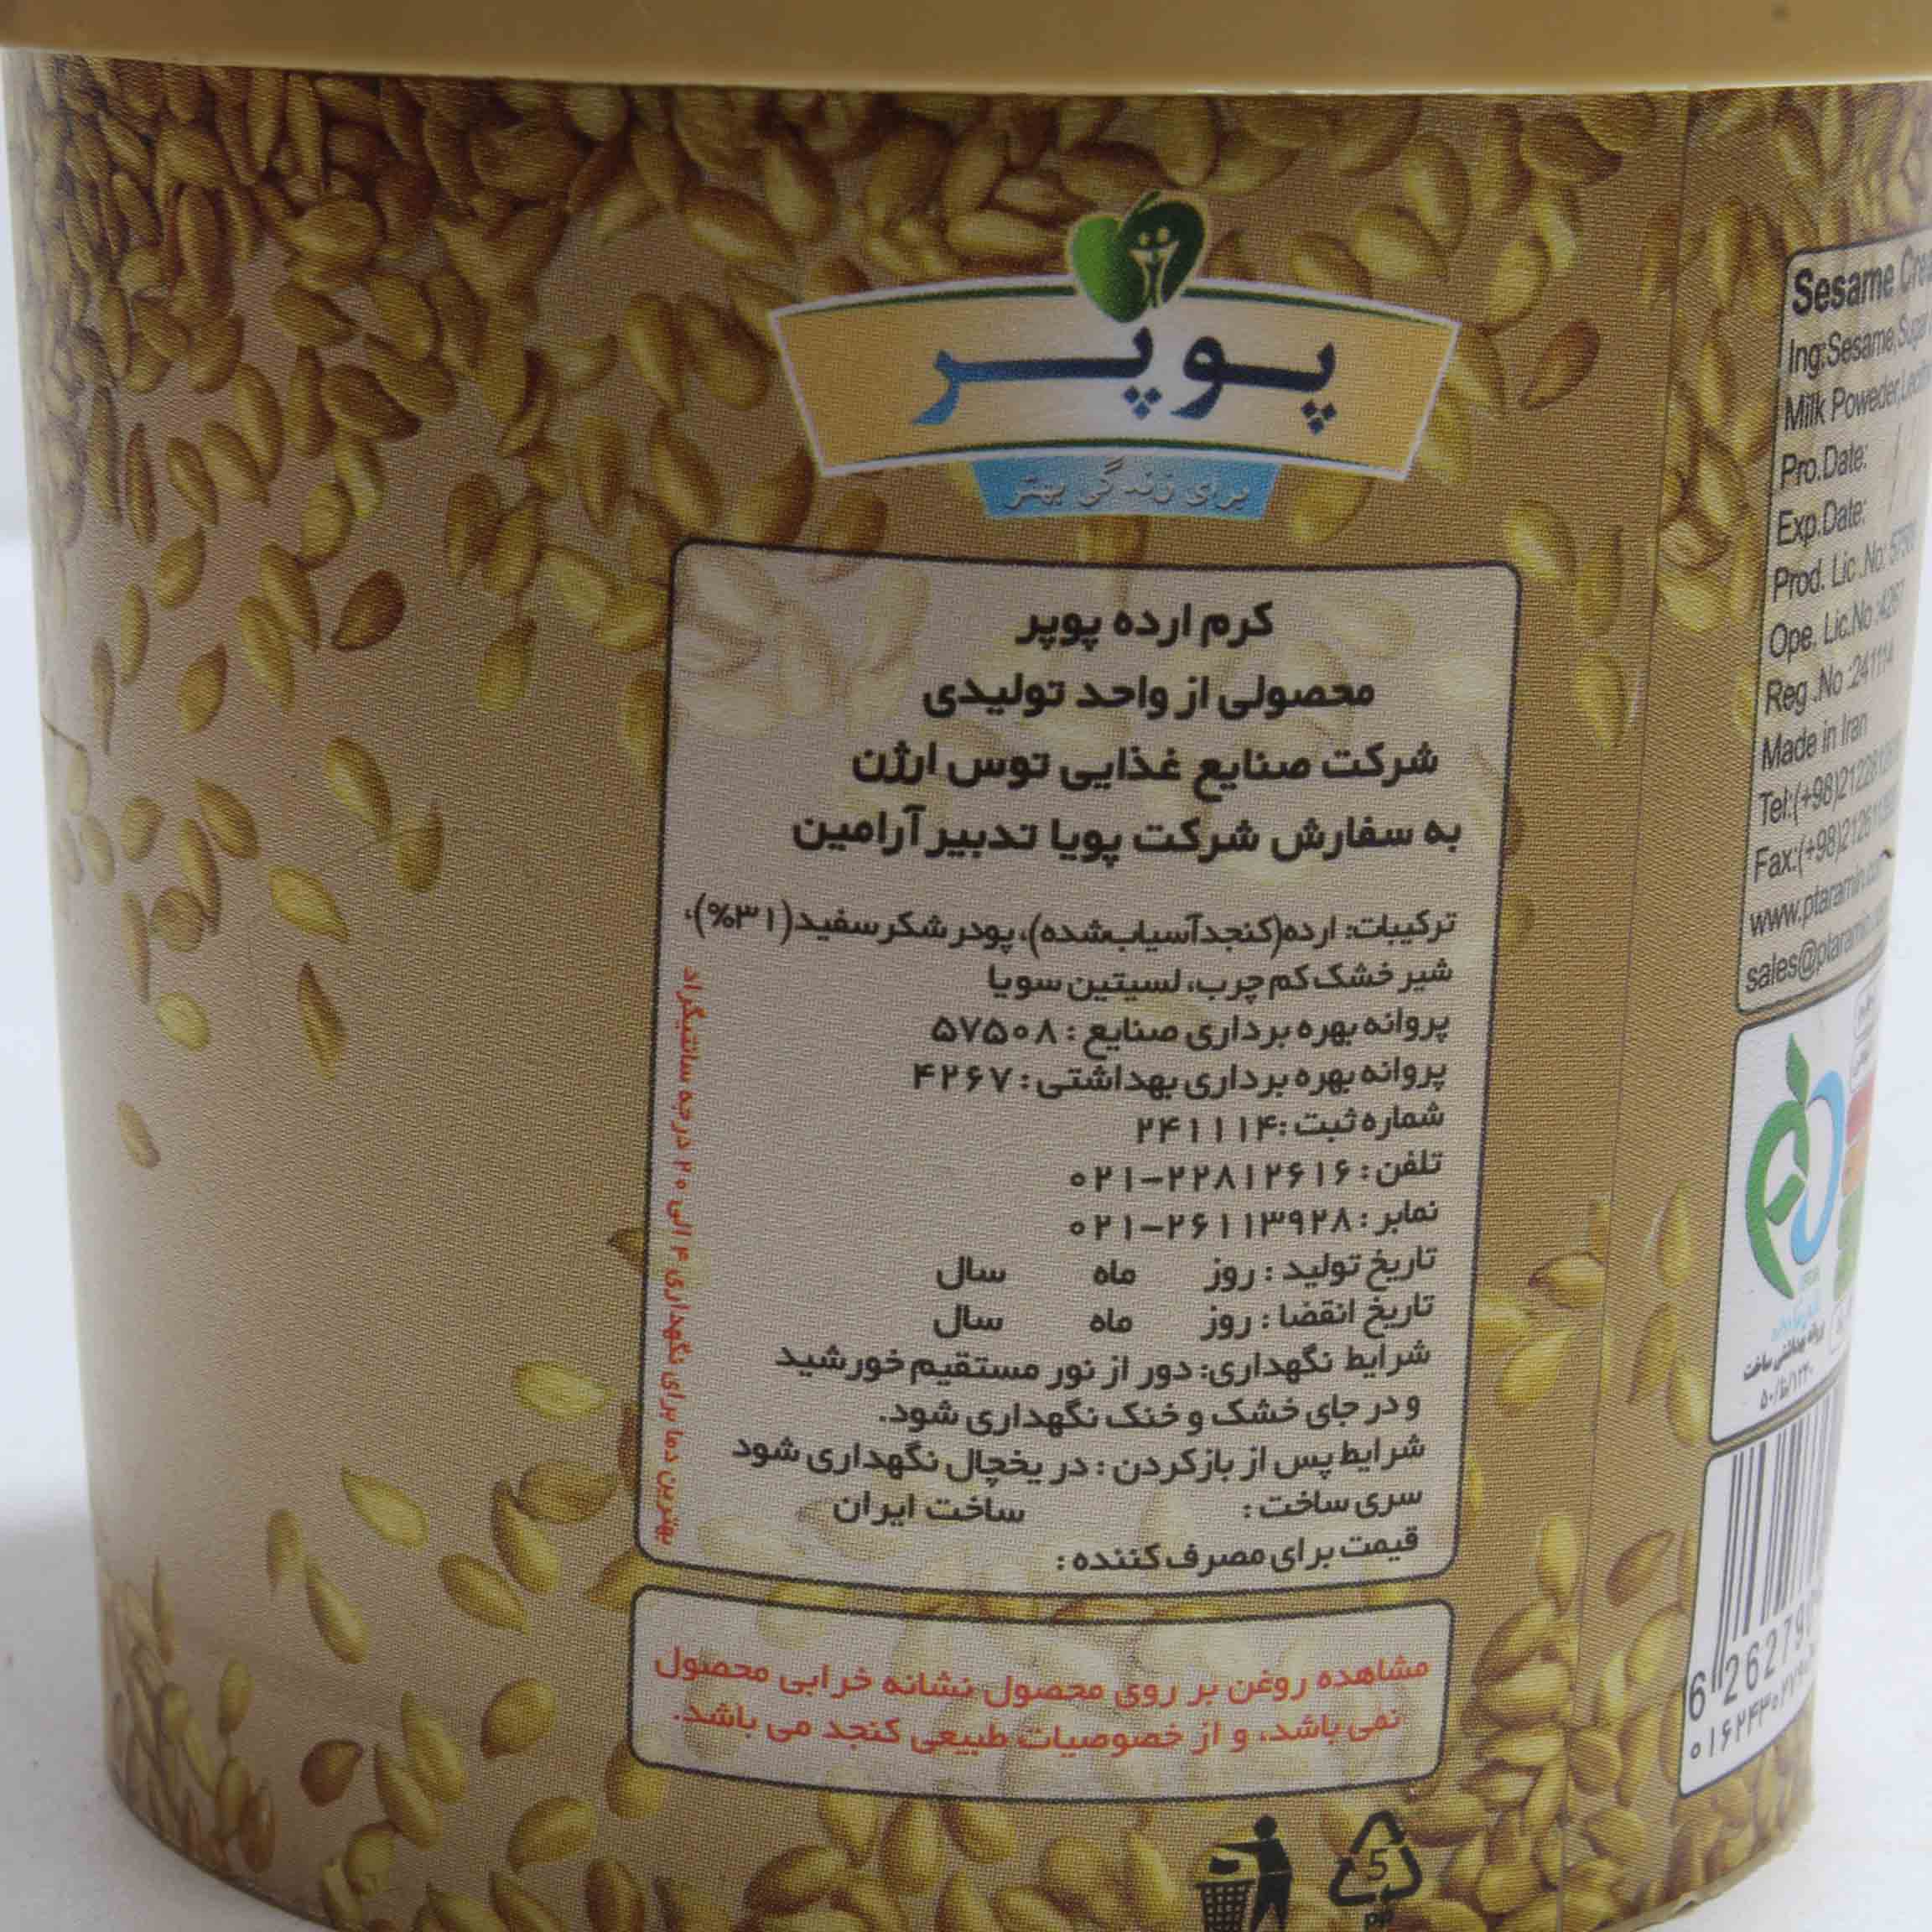 پوپر
برای زندگی بهتر
کرم ارده پوپر
محصولی از واحد تولیدی
شرکت صنایع غذایی توس ارژن
به سفارش شرکت پویا تدبیر آرامین
ترکیبات: ارده(کنجدآسیاب‌شده)، پودر شکر سفید(۳۱%)،
شیر خشک کم چرب، لسیتین سویا
پروانه بهره برداری صنایع : ۵۷۵۰۸
پروانه بهره برداری بهداشتی : ۴۲۶۷
شماره ثبت :۲۴۱۱۱۴
تلفن : ۰۲۱-۲۲۸۱۲۶۱۶
نمابر : ۰۲۱-۲۶۱۱۳۹۲۸
تاریخ تولید : روز ماه سال
تاریخ انقضا : روز ماه سال
شرایط نگهداری: دور از نور مستقیم خورشید
و در جای خشک و خنک نگهداری شود.
شرایط پس از بازکردن : در یخچال نگهداری شود
سری ساخت : ساخت ایران
قیمت برای مصرف کننده :
بهترین دما برای نگهداری ۴ الی ۲۰ درجه سانتیگراد
مشاهده روغن بر روی محصول نشانه خرابی محصول
نمی باشد، و از خصوصیات طبیعی کنجد می باشد.
5
PP
Sesame
Ing:Sesame,Sugar
Milk Poweder,
Pro.Date: /
Exp.Date: /
Prod. Lic .No:
Ope. Lic.No :4267
Reg .No :241114
Made in Iran
Tel:(+98)
Fax:(+98)
www.ptaramin
sales@ptaramin
پروانه بهداشتی ساخت
۵۰/ظ/۱۲۴۰